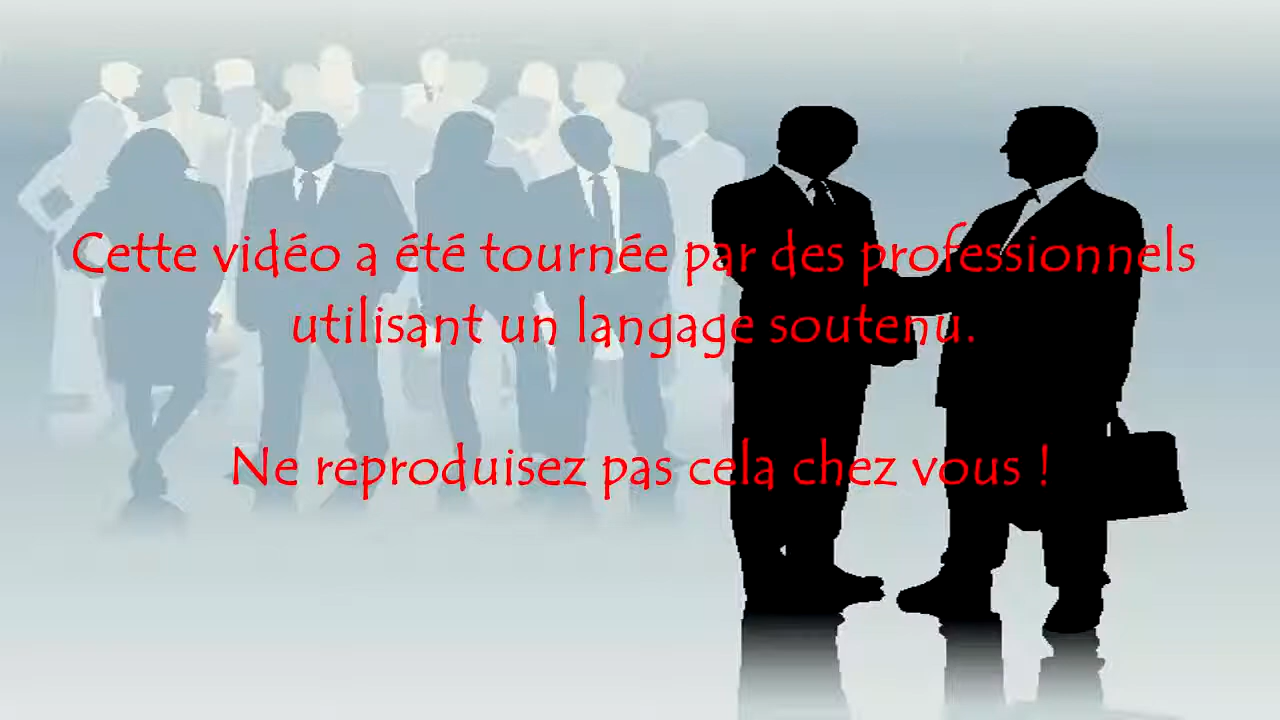 Cette vidéo a été tournée par des professionnels
utilisant un langage soutenu.
Ne reproduisez pas cela chez vous !